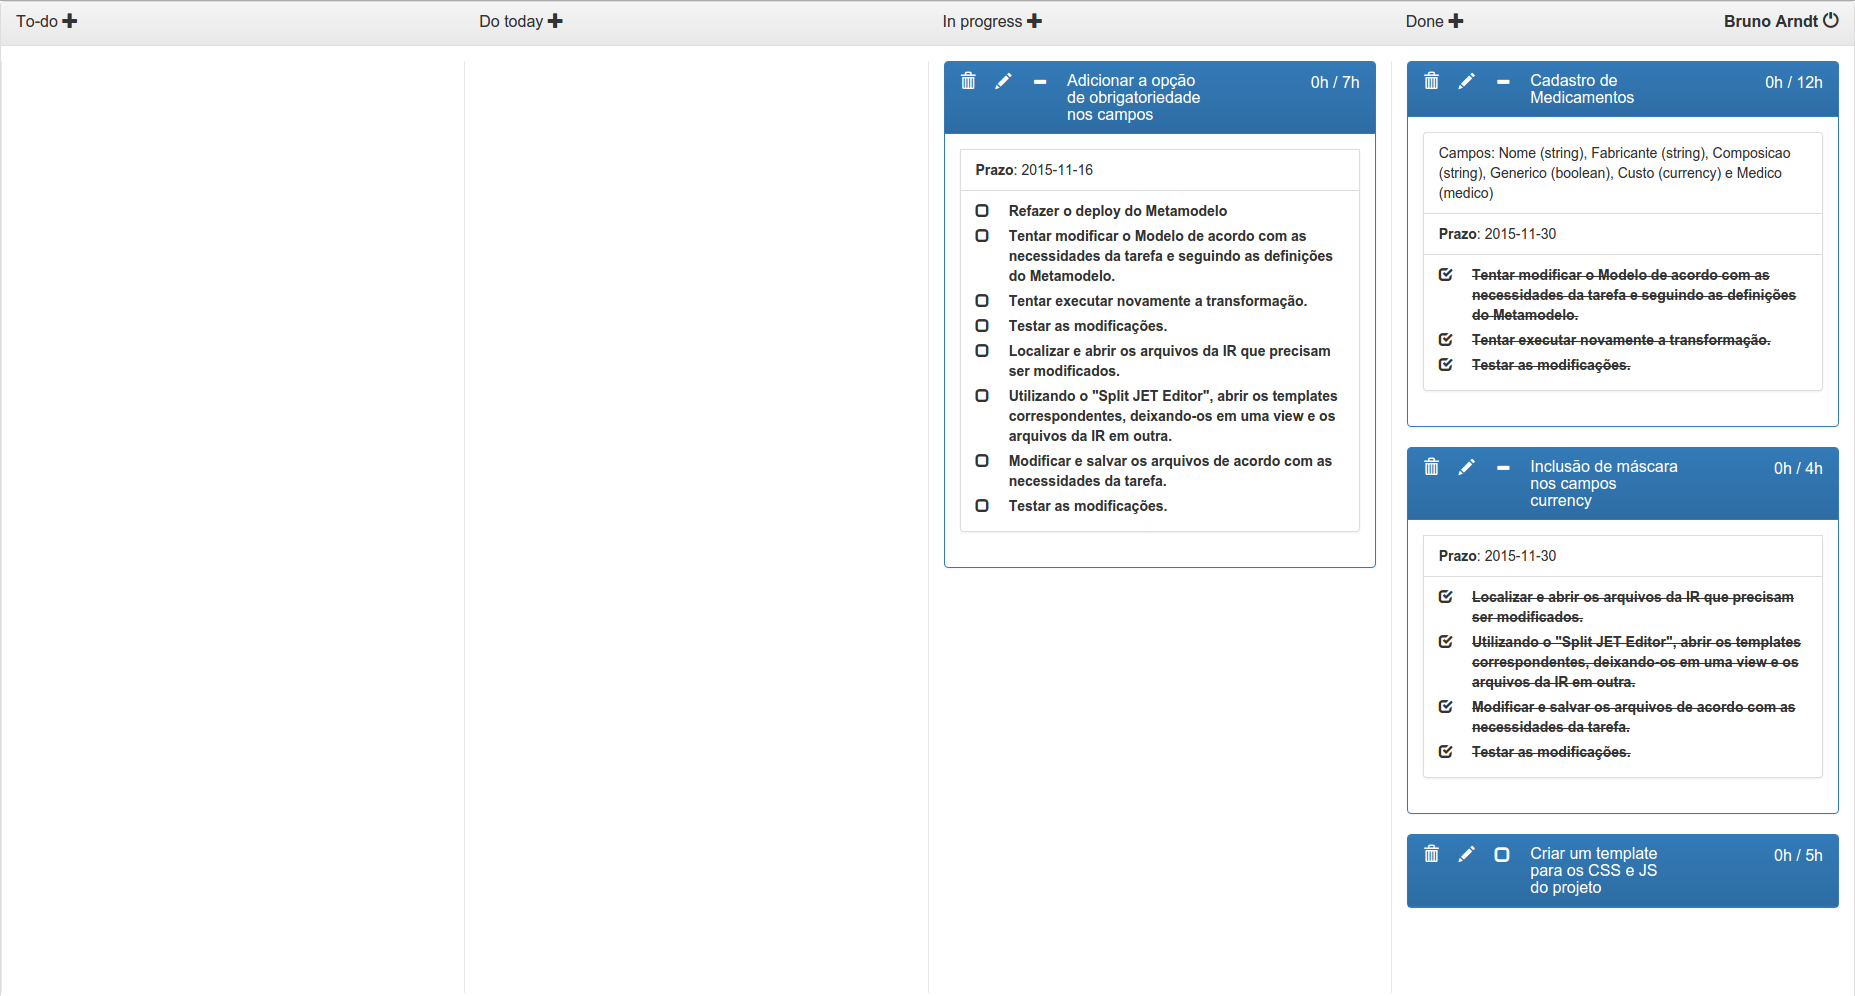 To-do
Do today
In progress
Done
Bruno Arndt
Adicionar a opção
de obrigatoriedade
nos campos
0h / 7h
Prazo: 2015-11-16
Refazer o deploy do Metamodelo
Tentar modificar o Modelo de acordo com as
necessidades da tarefa e seguindo as definições
do Metamodelo.
Tentar executar novamente a transformação.
Testar as modificações.
Localizar e abrir os arquivos da IR que precisam
ser modificados.
Utilizando o "Split JET Editor", abrir os templates
correspondentes, deixando-os em uma view e os
arquivos da IR em outra.
Modificar e salvar os arquivos de acordo com as
necessidades da tarefa.
Testar as modificações.
Cadastro de
Medicamentos
0h / 12h
Campos: Nome (string), Fabricante (string), Composicao
(string), Generico (boolean), Custo (currency) e Medico
(medico)
Prazo: 2015-11-30
Tentar modificar o Modelo de acordo com as
necessidades da tarefa e seguindo as definições
do Metamodelo.
Tentar executar novamente a transformação.
Testar as modificações.
Inclusão de máscara
nos campos
currency
0h / 4h
Prazo: 2015-11-30
Localizar e abrir os arquivos da IR que precisam
ser modificados.
Utilizando o "Split JET Editor", abrir os templates
correspondentes, deixando-os em uma view e os
arquivos da IR em outra.
Modificar e salvar os arquivos de acordo com as
necessidades da tarefa.
Testar as modificações.
Criar um template
para os CSS e JS
do projeto
0h / 5h